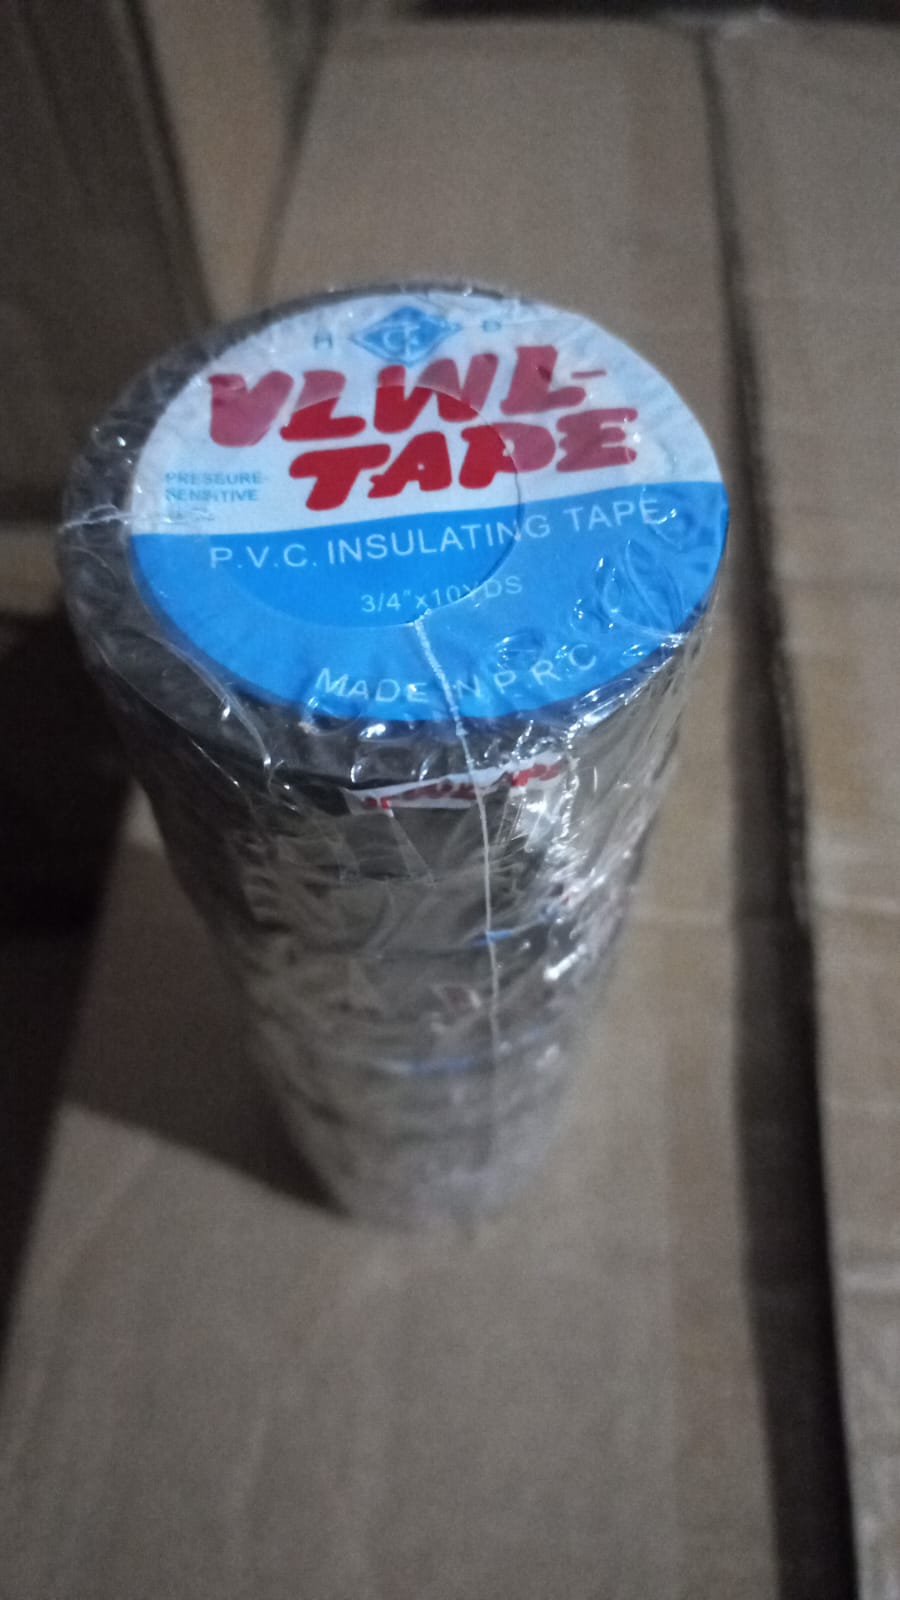 H B
VLWL-
TAPE
PRESSURE-
SENSITIVE
P.V.C. INSULATING TAPE
3/4"x10YDS
MADE IN P R C